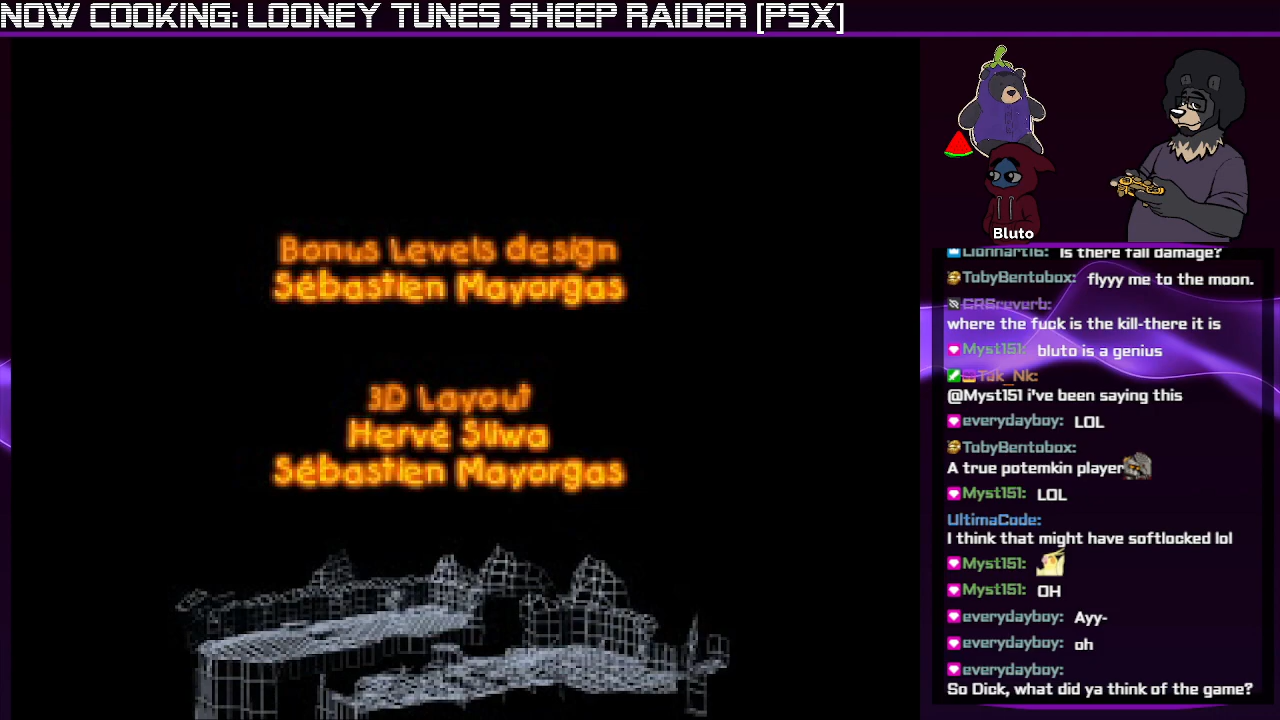 NOW COOKING: LOONEY TUNES SHEEP RAIDER [PSX]
Bonus Levels design
Sébastien Mayorgas
3D Layout
Hervé Sliwa
Sébastien Mayorgas
Bluto
Lionhart16: Is there fall damage?
TobyBentobox: flyyy me to the moon.
CRSreverb:
where the fuck is the kill-there it is
Myst151: bluto is a genius
Tuk_Nk:
@Myst151 i've been saying this
everydayboy: LOL
TobyBentobox:
A true potemkin player
Myst151: LOL
UltimaCode:
I think that might have softlocked lol
Myst151:
Myst151: OH
everydayboy: Ayy-
everydayboy: oh
everydayboy:
So Dick, what did ya think of the game?